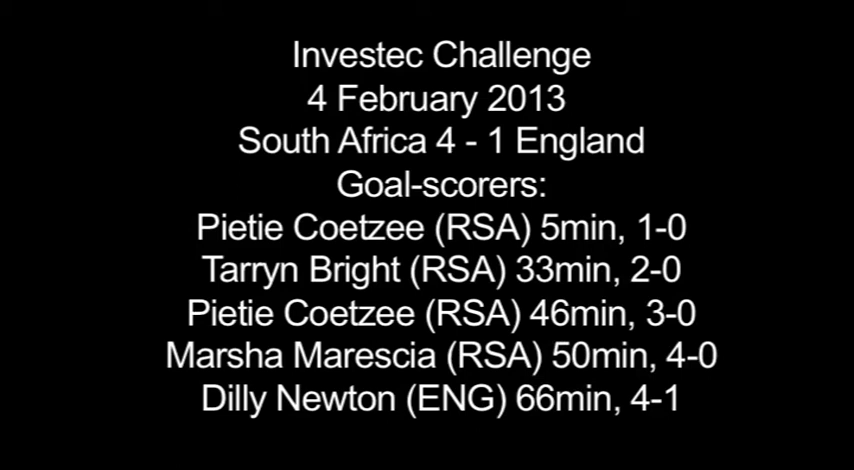 Investec Challenge
4 February 2013
South Africa 4 - 1 England
Goal-scorers:
Pietie Coetzee (RSA) 5min, 1-0
Tarryn Bright (RSA) 33min, 2-0
Pietie Coetzee (RSA) 46min, 3-0
Marsha Marescia (RSA) 50min, 4-0
Dilly Newton (ENG) 66min, 4-1